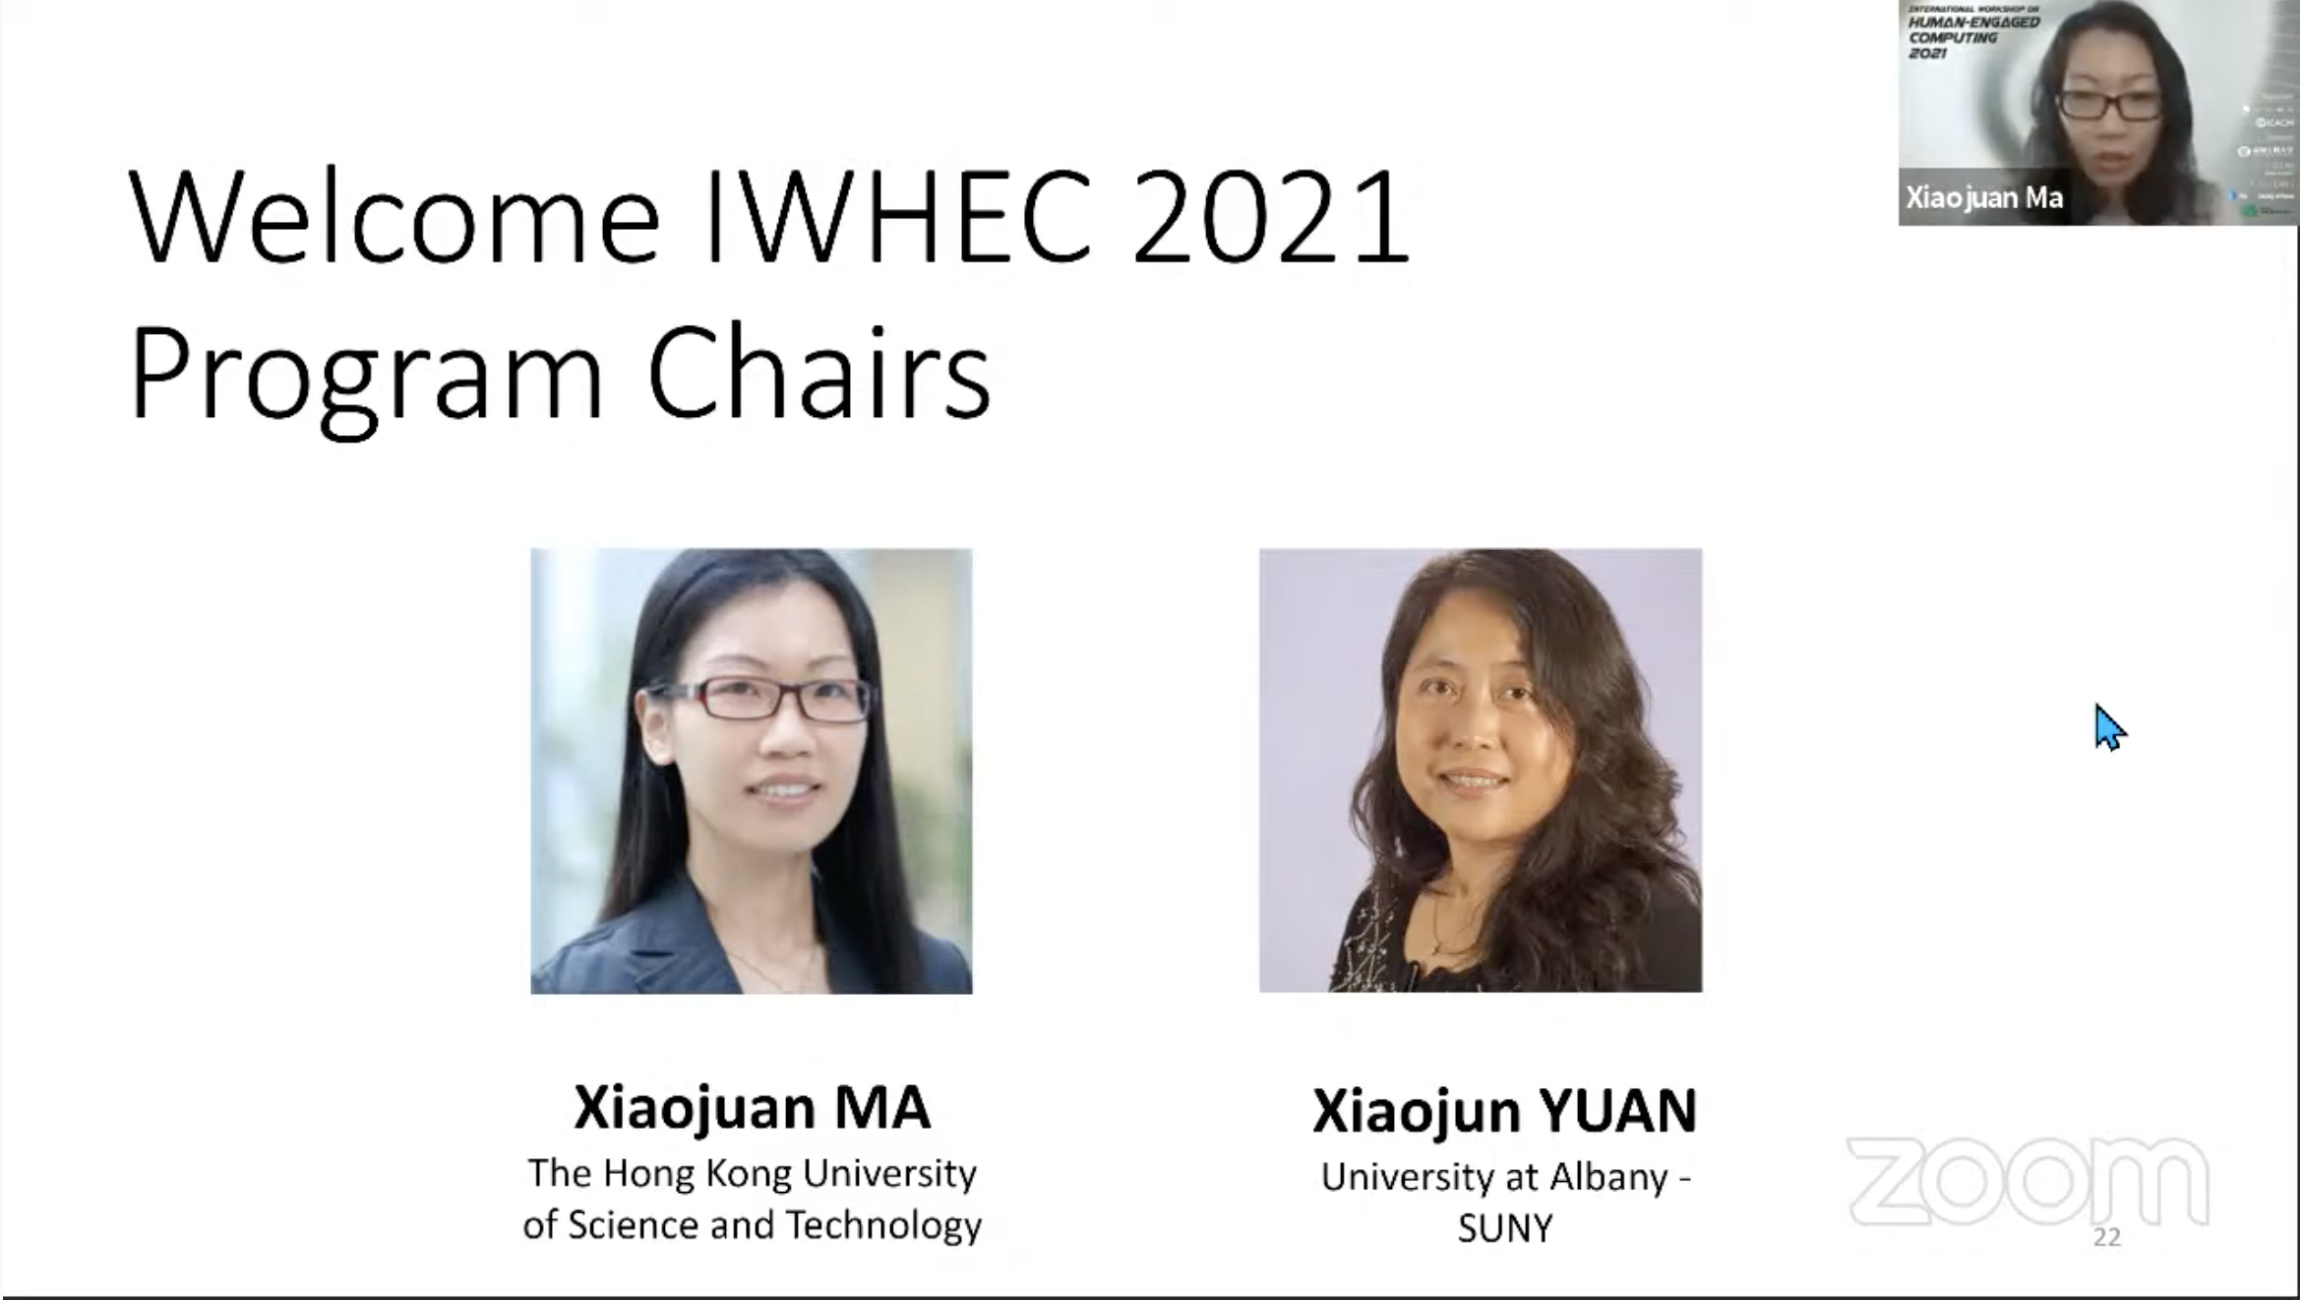 INTERNATIONAL WORKSHOP ON
HUMAN-ENGAGED
COMPUTING
2021
Xiaojuan Ma
Welcome IWHEC 2021
Program Chairs
Xiaojuan MA
The Hong Kong University
of Science and Technology
Xiaojun YUAN
University at Albany -
SUNY
zoom
22